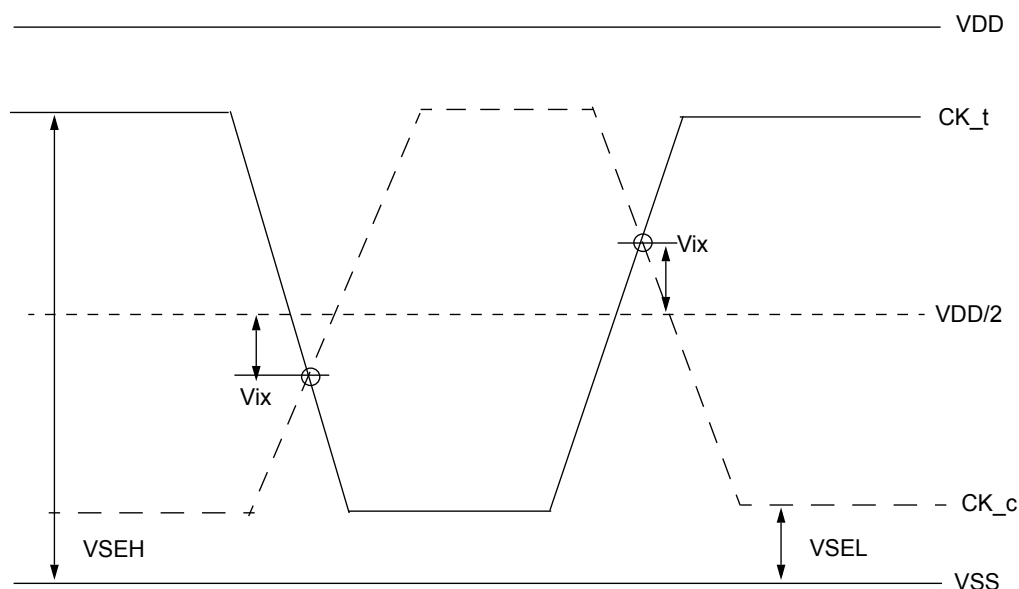 VDD
CK_t
Vix
VDD/2
Vix
CK_c
VSEH
VSEL
VSS